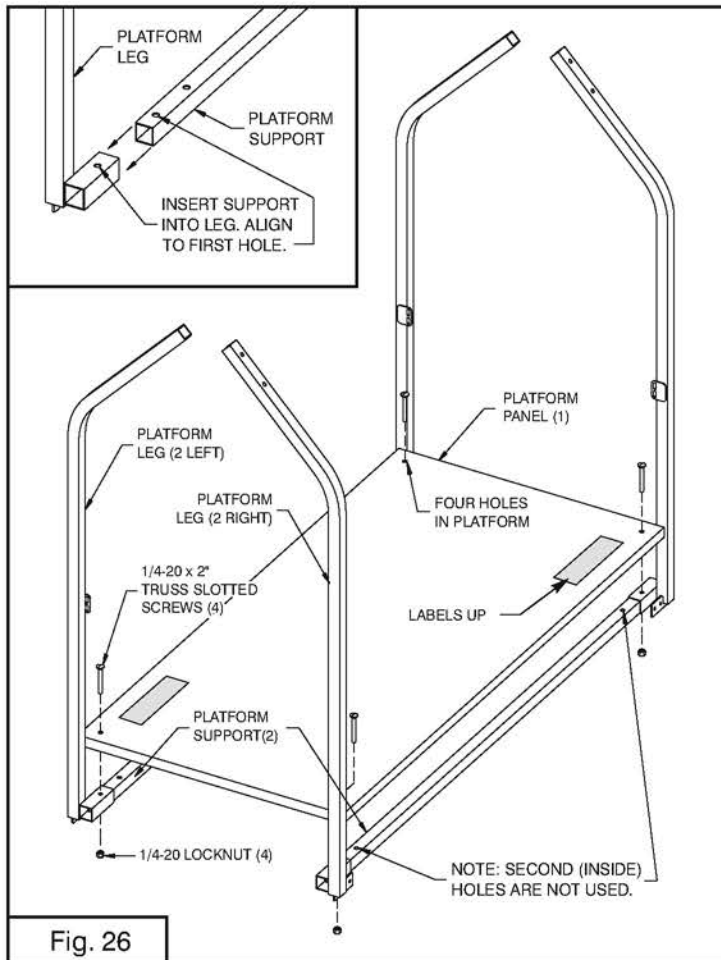 PLATFORM
LEG
PLATFORM
SUPPORT
INSERT SUPPORT
INTO LEG. ALIGN
TO FIRST HOLE.
PLATFORM
PANEL (1)
PLATFORM
LEG (2 LEFT)
FOUR HOLES
IN PLATFORM
PLATFORM
LEG (2 RIGHT)
1/4-20 x 2"
TRUSS SLOTTED
SCREWS (4)
LABELS UP
PLATFORM
SUPPORT(2)
1/4-20 LOCKNUT (4)
NOTE: SECOND (INSIDE)
HOLES ARE NOT USED.
Fig. 26